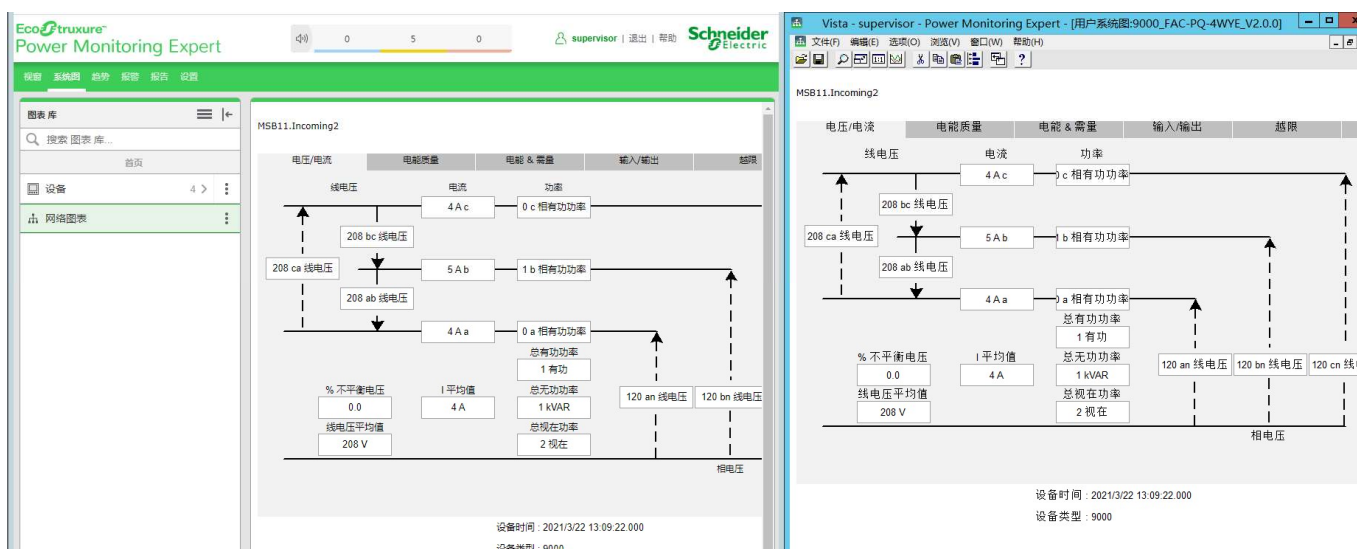 EcoStruxure™
Power Monitoring Expert
0 5 0
supervisor | 退出 | 帮助
Schneider
Electric
视窗 系统图 趋势 报警 报告 设置
图表库
搜索 图表 库...
首页
设备 4 >
网络图表
MSB11.Incoming2
电压/电流 电能质量 电能 & 需量 输入/输出 越限
线电压 电流 功率
4 A c 0 c 相有功功率
208 bc 线电压
208 ca 线电压 5 A b 1 b 相有功功率
208 ab 线电压
4 A a 0 a 相有功功率
总有功功率
1 有功
% 不平衡电压 I 平均值 总无功功率
0.0 4 A 1 kVAR
120 an 线电压 120 bn 线电压
线电压平均值 总视在功率
208 V 2 视在
相电压
设备时间 : 2021/3/22 13:09:22.000
设备类型 : 9000
Vista - supervisor - Power Monitoring Expert - [用户系统图:9000_FAC-PQ-4WYE_V2.0.0]
文件(F) 编辑(E) 选项(O) 浏览(V) 窗口(W) 帮助(H)
MSB11.Incoming2
电压/电流 电能质量 电能 & 需量 输入/输出 越限
线电压 电流 功率
4 A c 0 c 相有功功率
208 bc 线电压
208 ca 线电压 5 A b 1 b 相有功功率
208 ab 线电压
4 A a 0 a 相有功功率
总有功功率
1 有功
% 不平衡电压 I 平均值 总无功功率
120 an 线电压 120 bn 线电压 120 cn 线
0.0 4 A 1 kVAR
线电压平均值 总视在功率
208 V 2 视在
相电压
设备时间 : 2021/3/22 13:09:22.000
设备类型 : 9000